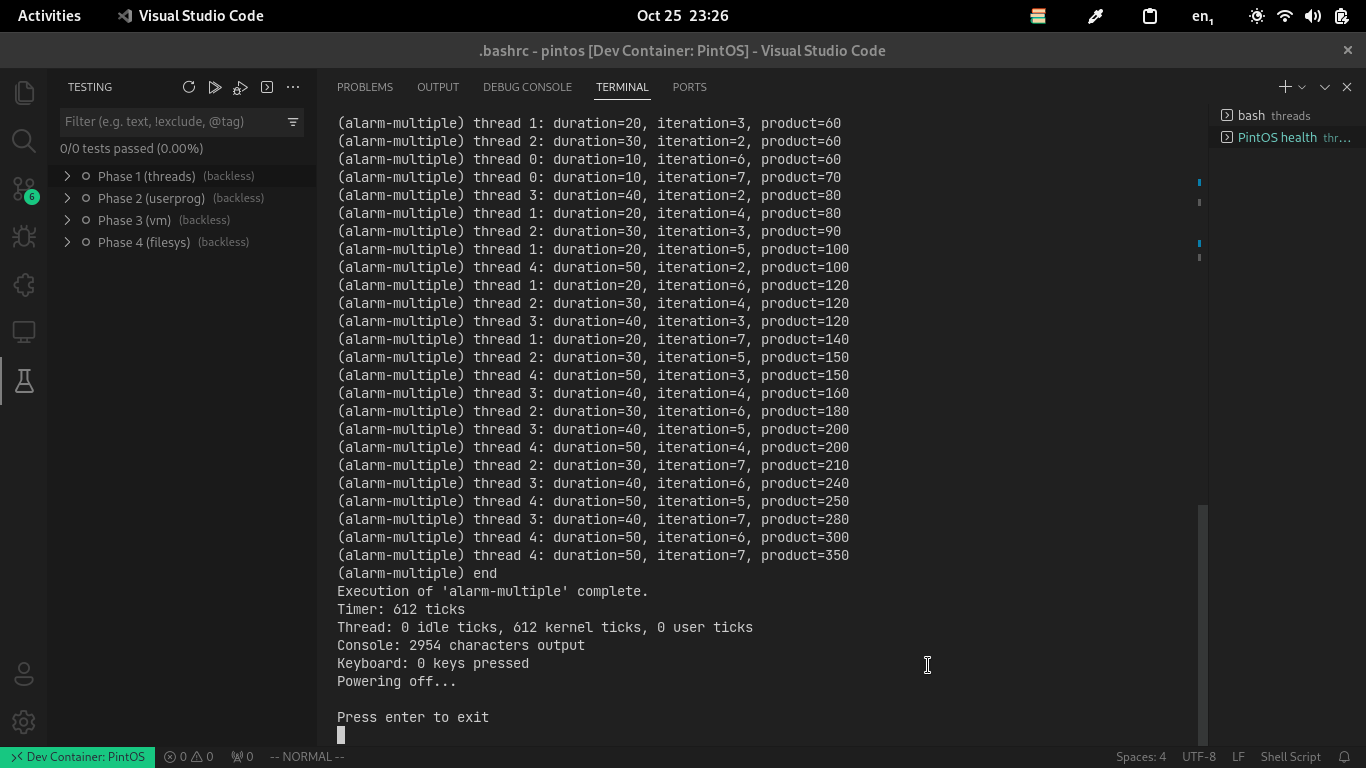 Activities Visual Studio Code Oct 25 23:26 en1
.bashrc - pintos [Dev Container: PintOS] - Visual Studio Code
TESTING
Filter (e.g. text, !exclude, @tag)
0/0 tests passed (0.00%)
Phase 1 (threads) (backless)
Phase 2 (userprog) (backless)
Phase 3 (vm) (backless)
Phase 4 (filesys) (backless)
6
PROBLEMS OUTPUT DEBUG CONSOLE TERMINAL PORTS
(alarm-multiple) thread 1: duration=20, iteration=3, product=60
(alarm-multiple) thread 2: duration=30, iteration=2, product=60
(alarm-multiple) thread 0: duration=10, iteration=6, product=60
(alarm-multiple) thread 0: duration=10, iteration=7, product=70
(alarm-multiple) thread 3: duration=40, iteration=2, product=80
(alarm-multiple) thread 1: duration=20, iteration=4, product=80
(alarm-multiple) thread 2: duration=30, iteration=3, product=90
(alarm-multiple) thread 1: duration=20, iteration=5, product=100
(alarm-multiple) thread 4: duration=50, iteration=2, product=100
(alarm-multiple) thread 1: duration=20, iteration=6, product=120
(alarm-multiple) thread 2: duration=30, iteration=4, product=120
(alarm-multiple) thread 3: duration=40, iteration=3, product=120
(alarm-multiple) thread 1: duration=20, iteration=7, product=140
(alarm-multiple) thread 2: duration=30, iteration=5, product=150
(alarm-multiple) thread 4: duration=50, iteration=3, product=150
(alarm-multiple) thread 3: duration=40, iteration=4, product=160
(alarm-multiple) thread 2: duration=30, iteration=6, product=180
(alarm-multiple) thread 3: duration=40, iteration=5, product=200
(alarm-multiple) thread 4: duration=50, iteration=4, product=200
(alarm-multiple) thread 2: duration=30, iteration=7, product=210
(alarm-multiple) thread 3: duration=40, iteration=6, product=240
(alarm-multiple) thread 4: duration=50, iteration=5, product=250
(alarm-multiple) thread 3: duration=40, iteration=7, product=280
(alarm-multiple) thread 4: duration=50, iteration=6, product=300
(alarm-multiple) thread 4: duration=50, iteration=7, product=350
(alarm-multiple) end
Execution of 'alarm-multiple' complete.
Timer: 612 ticks
Thread: 0 idle ticks, 612 kernel ticks, 0 user ticks
Console: 2954 characters output
Keyboard: 0 keys pressed
Powering off...
Press enter to exit
bash threads
PintOS health thr...
Dev Container: PintOS 0 0 0 -- NORMAL -- Spaces: 4 UTF-8 LF Shell Script